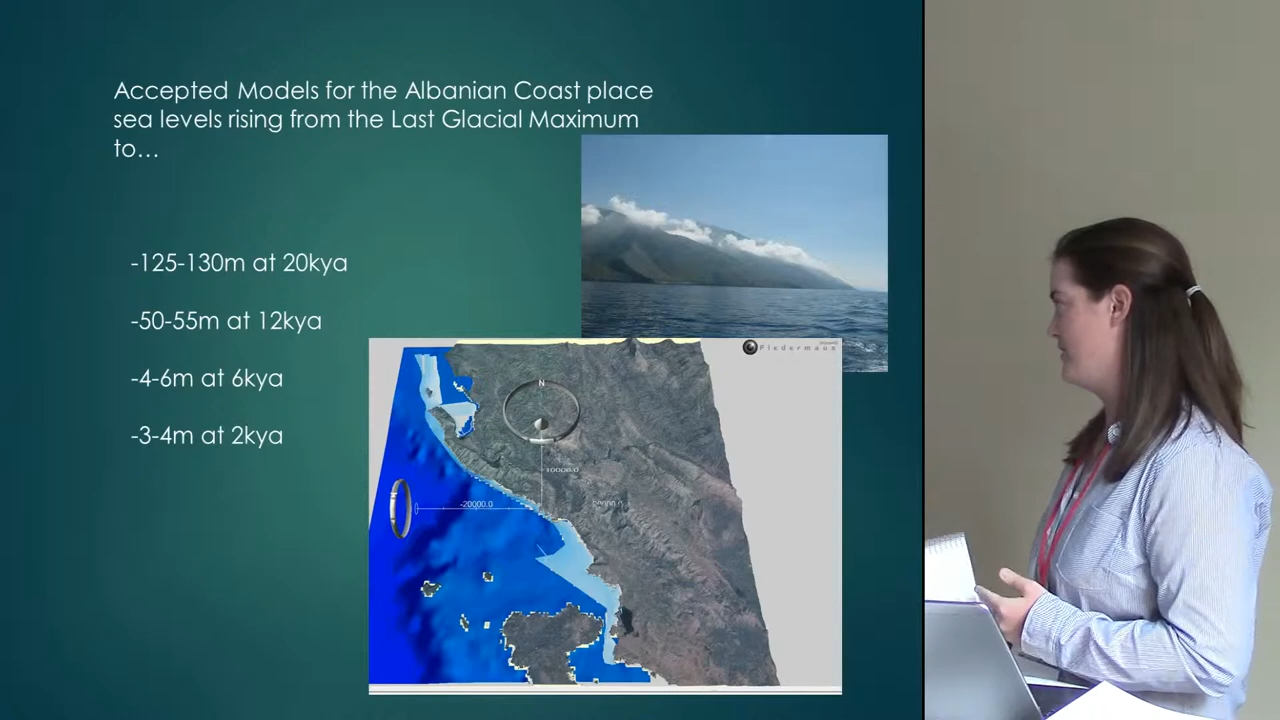 Accepted Models for the Albanian Coast place
sea levels rising from the Last Glacial Maximum
to…
-125-130m at 20kya
-50-55m at 12kya
-4-6m at 6kya
-3-4m at 2kya
Fledermaus
N
10000.0
-20000.0